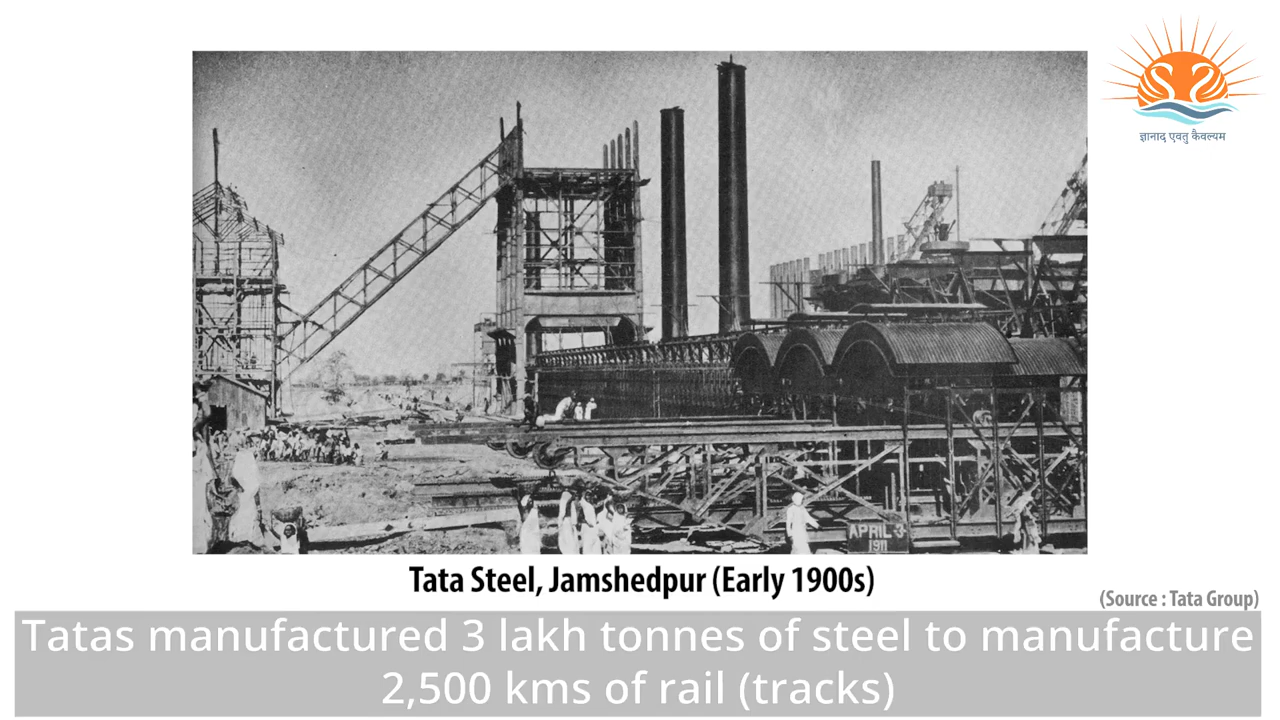 ज्ञानाद् एवतु कैवल्यम
APRIL-3-
1911
Tata Steel, Jamshedpur (Early 1900s)
(Source : Tata Group)
Tatas manufactured 3 lakh tonnes of steel to manufacture
2,500 kms of rail (tracks)